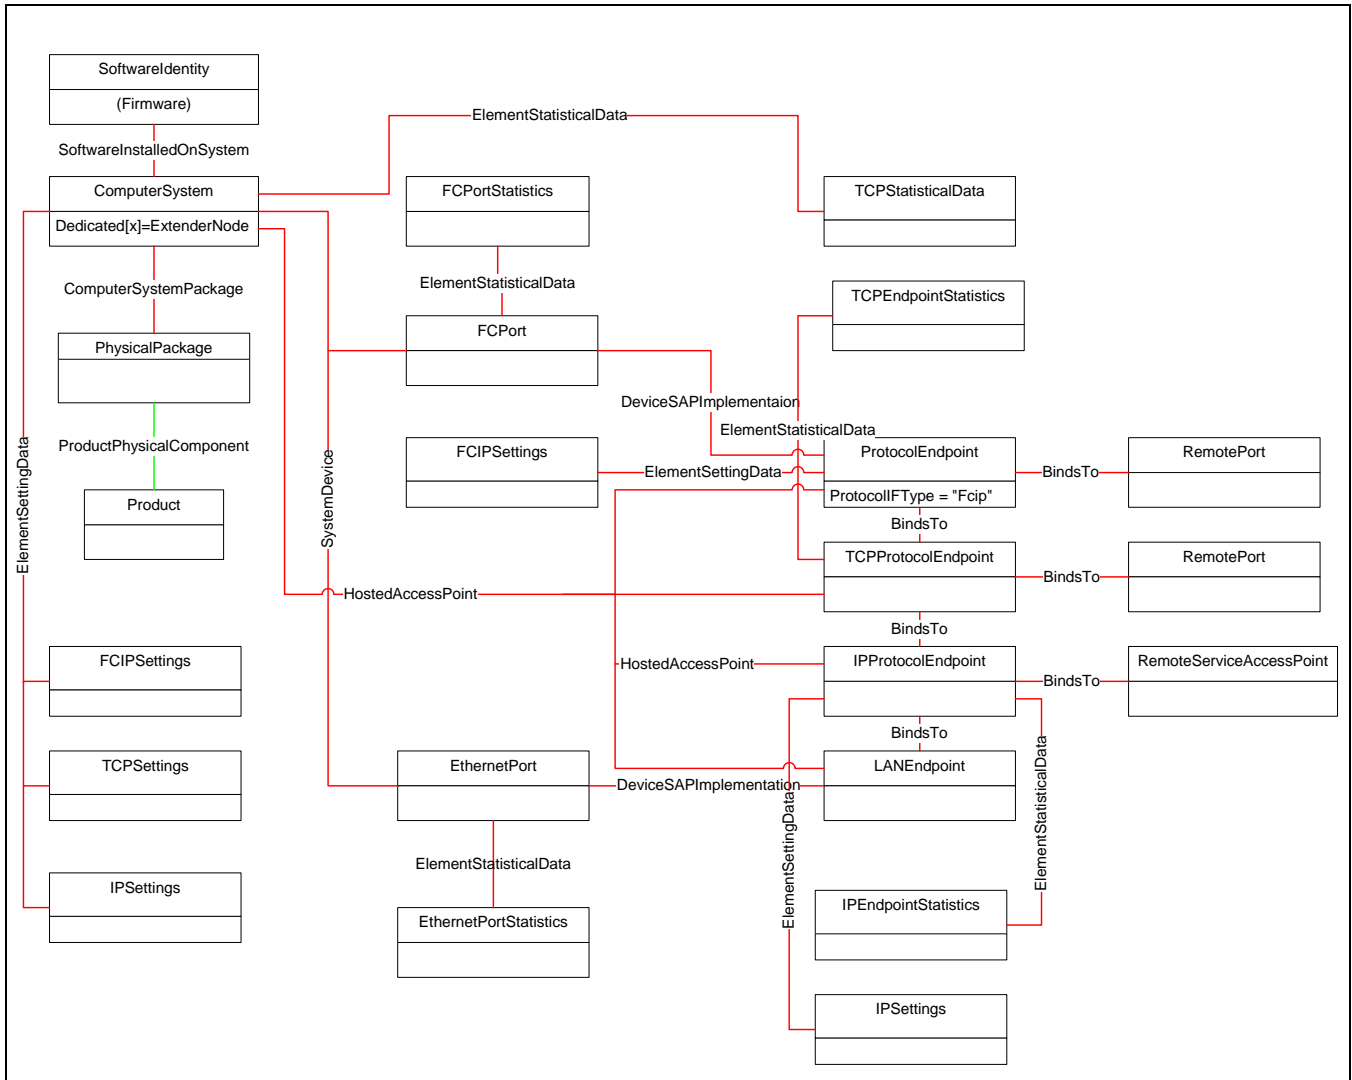 SoftwareIdentity
(Firmware)
ElementStatisticalData
SoftwareInstalledOnSystem
ComputerSystem
Dedicated[x]=ExtenderNode
FCPortStatistics
TCPStatisticalData
ComputerSystemPackage
ElementStatisticalData
TCPEndpointStatistics
PhysicalPackage
FCPort
DeviceSAPImplementaion
ElementStatisticalData
ProductPhysicalComponent
FCIPSettings
ElementSettingData
ProtocolEndpoint
ProtocolIFType = "Fcip"
BindsTo
RemotePort
Product
ElementSettingData
SystemDevice
BindsTo
TCPProtocolEndpoint
BindsTo
RemotePort
HostedAccessPoint
BindsTo
FCIPSettings
HostedAccessPoint
IPProtocolEndpoint
BindsTo
RemoteServiceAccessPoint
BindsTo
TCPSettings
EthernetPort
DeviceSAPImplementation
LANEndpoint
ElementSettingData
ElementStatisticalData
ElementStatisticalData
IPSettings
EthernetPortStatistics
IPEndpointStatistics
IPSettings